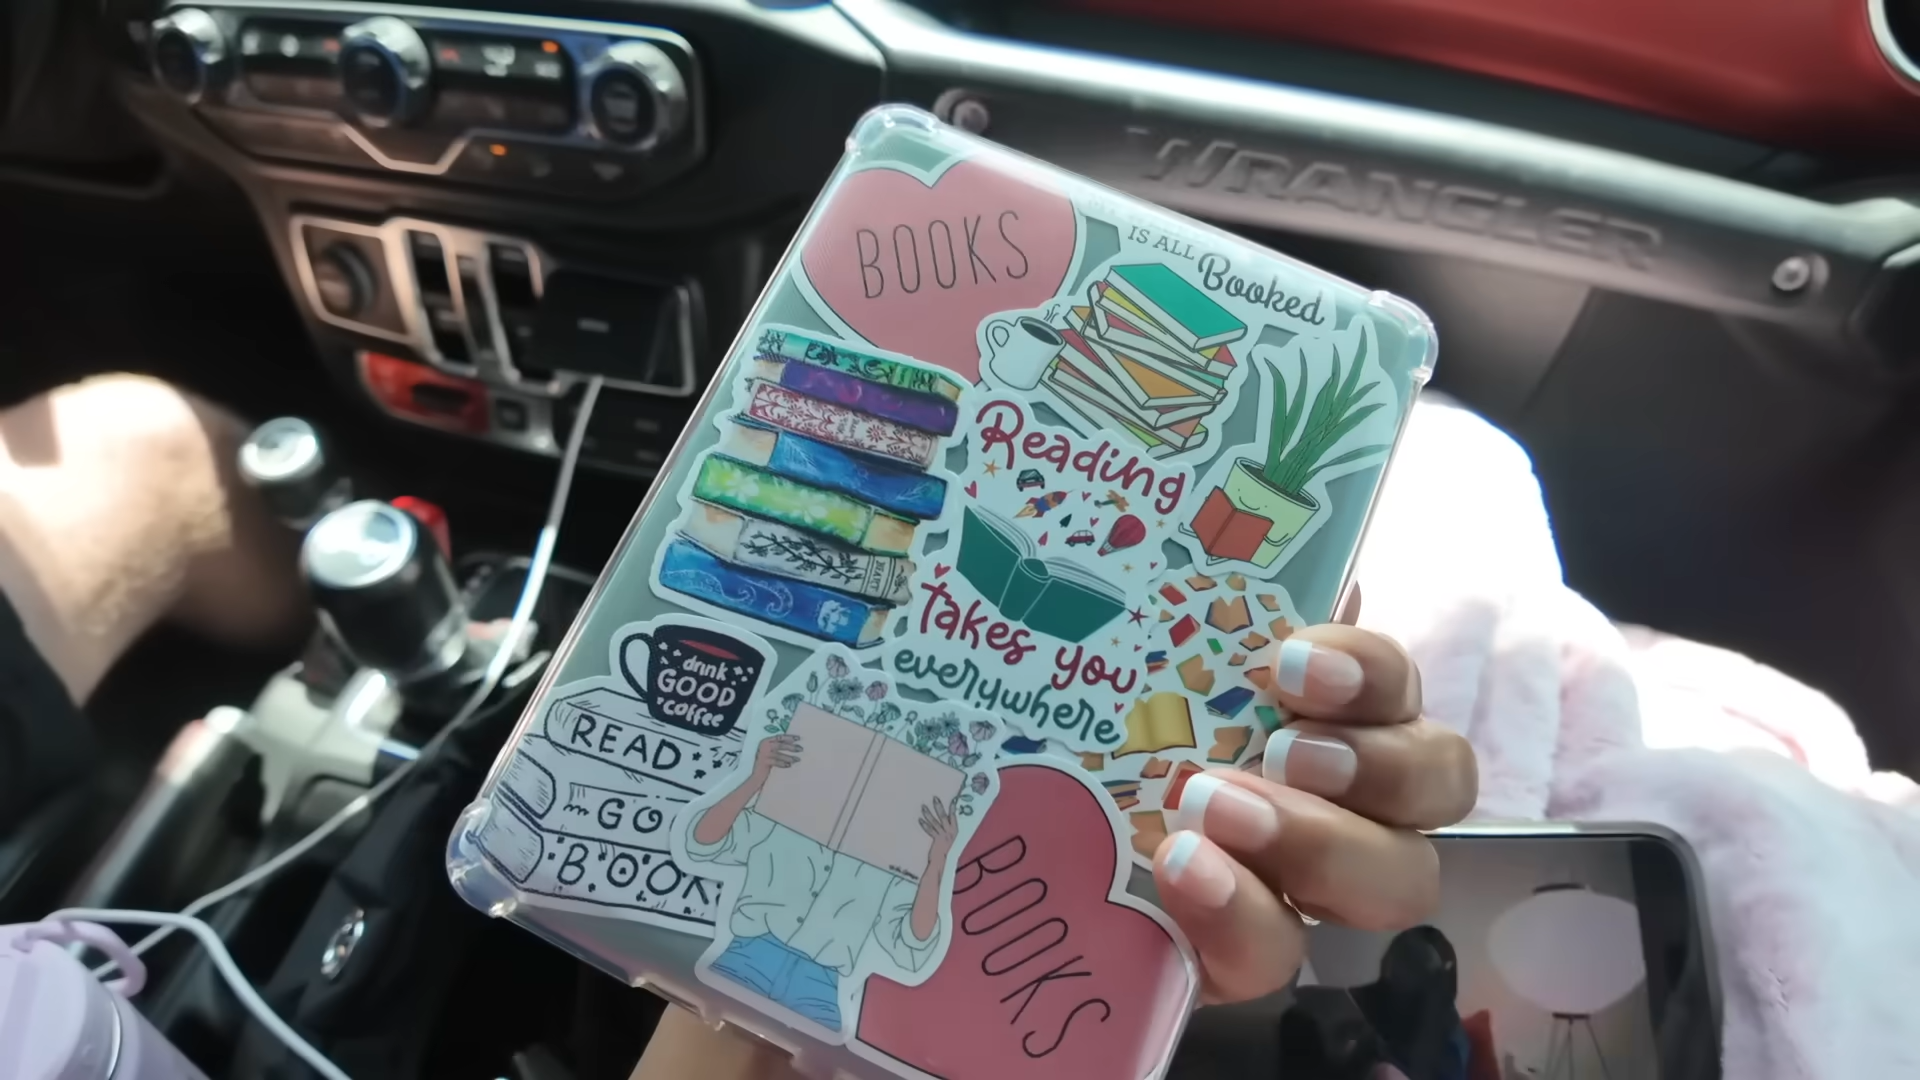 WRANGLER
BOOKS
IS ALL
Booked
Reading
takes you
everywhere
drink
GOOD
coffee
READ
GO
BOOK
BOOKS